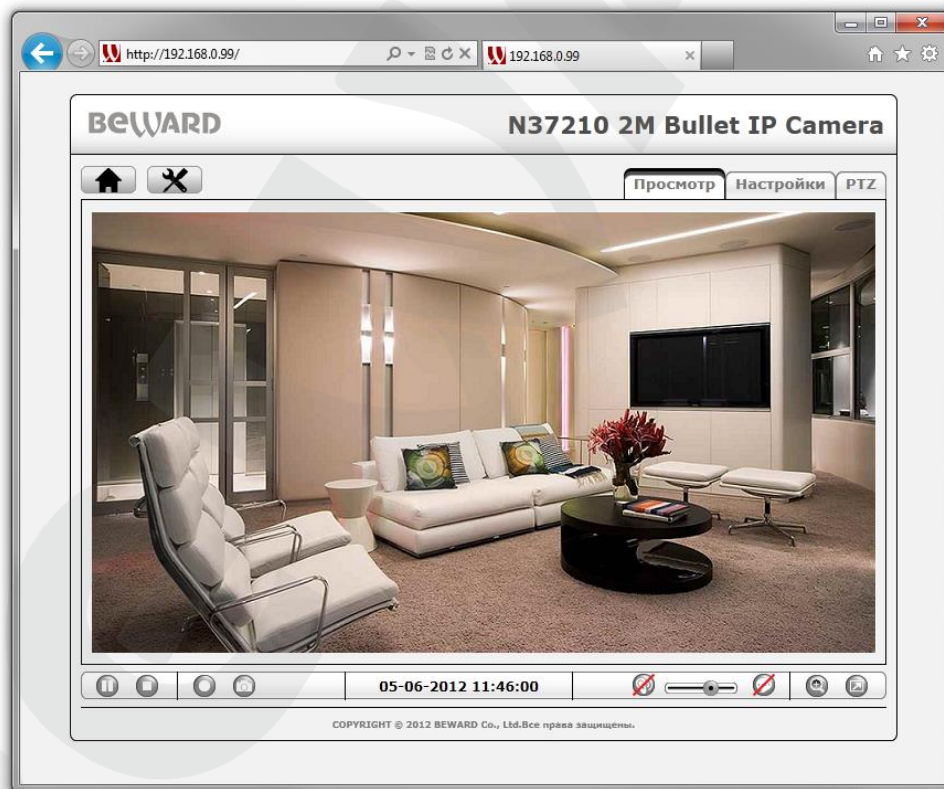 http://192.168.0.99/
192.168.0.99
BEWARD
N37210 2M Bullet IP Camera
Просмотр
Настройки
PTZ
05-06-2012 11:46:00
COPYRIGHT © 2012 BEWARD Co., Ltd.Все права защищены.